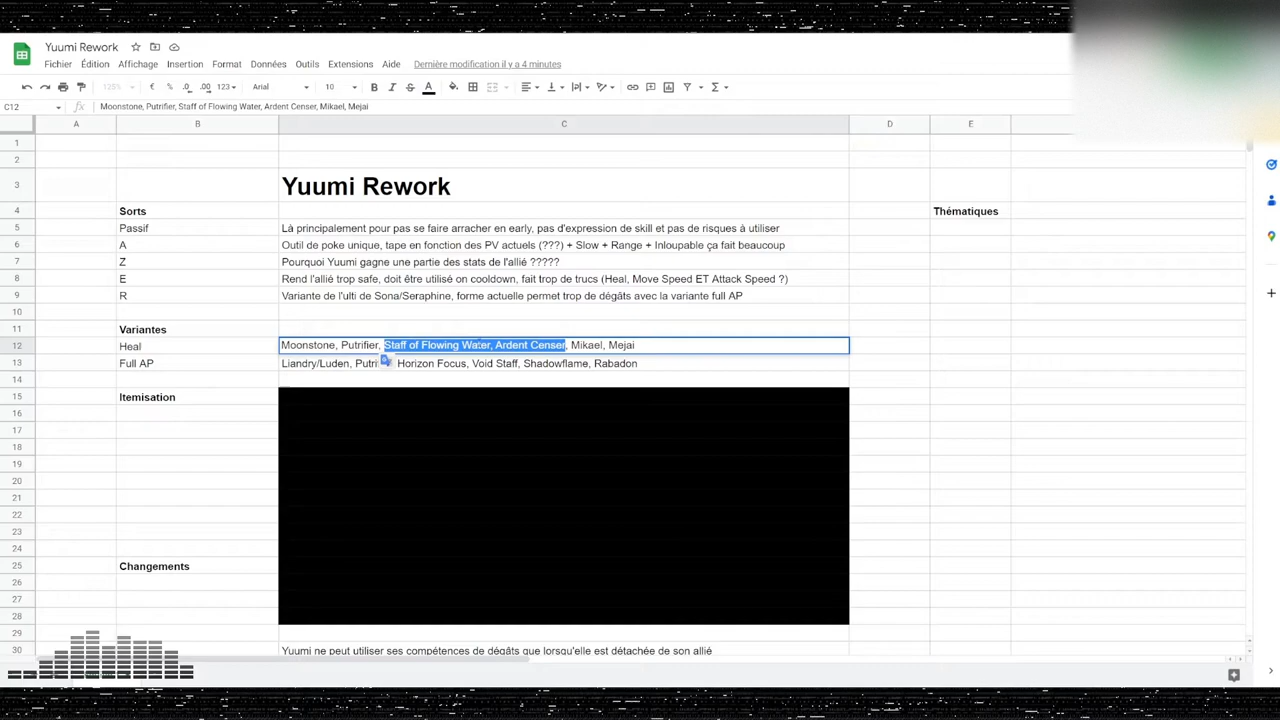 Yuumi Rework
Fichier Édition Affichage Insertion Format Données Outils Extensions Aide Dernière modification il y a 4 minutes
135% € % .0 .00 123 Arial 10 B I S A
C12 fx Moonstone, Putrifier, Staff of Flowing Water, Ardent Censer, Mikael, Mejai
A B C D E
1
2
3 Yuumi Rework
4 Sorts Thématiques
5 Passif Là principalement pour pas se faire arracher en early, pas d'expression de skill et pas de risques à utiliser
6 A Outil de poke unique, tape en fonction des PV actuels (???) + Slow + Range + Inloupable ça fait beaucoup
7 Z Pourquoi Yuumi gagne une partie des stats de l'allié ?????
8 E Rend l'allié trop safe, doit être utilisé on cooldown, fait trop de trucs (Heal, Move Speed ET Attack Speed ?)
9 R Variante de l'ulti de Sona/Seraphine, forme actuelle permet trop de dégâts avec la variante full AP
10
11 Variantes
12 Heal Moonstone, Putrifier, Staff of Flowing Water, Ardent Censer, Mikael, Mejai
13 Full AP Liandry/Luden, Putri Horizon Focus, Void Staff, Shadowflame, Rabadon
14
15 Itemisation
16
17
18
19
20
21
22
23
24
25 Changements
26
27
28
29
30 Yuumi ne peut utiliser ses compétences de dégâts que lorsqu'elle est détachée de son allié